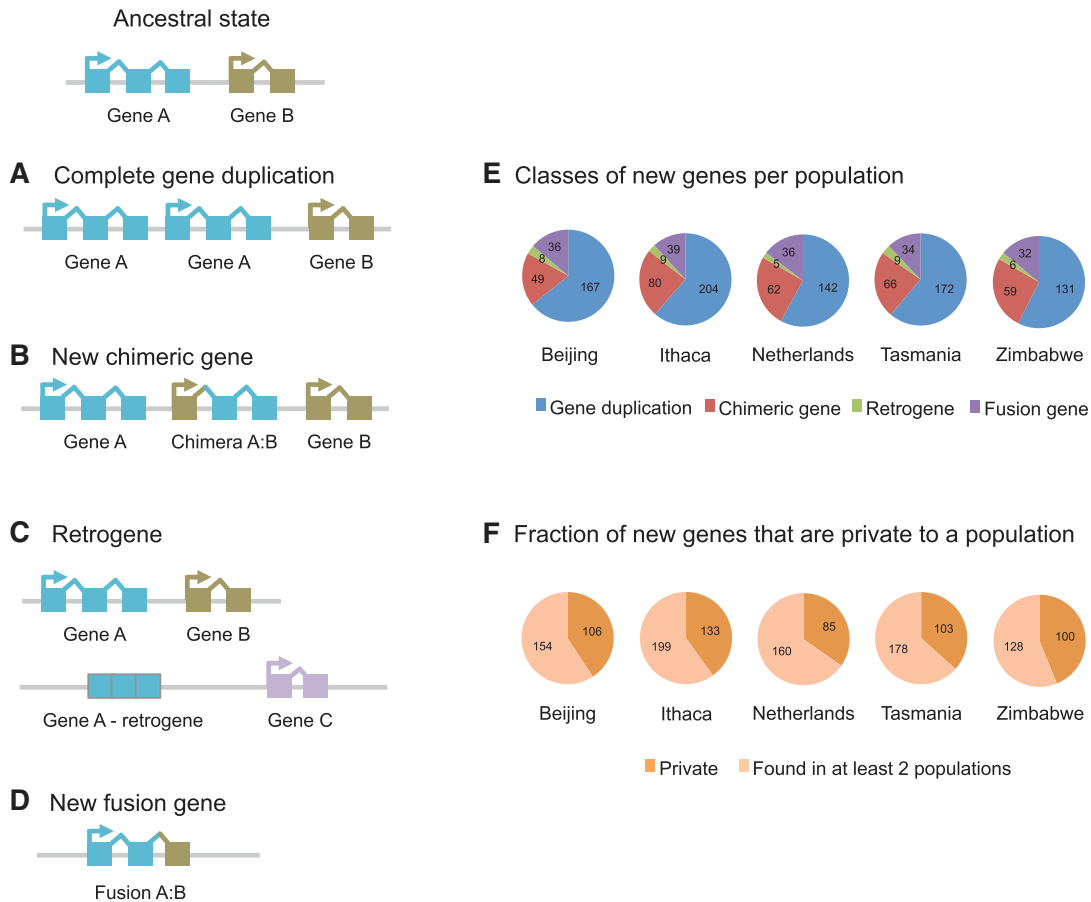 Ancestral state
Gene A
Gene B
A Complete gene duplication
Gene A
Gene A
Gene B
B New chimeric gene
Gene A
Chimera A:B
Gene B
C Retrogene
Gene A
Gene B
Gene A - retrogene
Gene C
D New fusion gene
Fusion A:B
E Classes of new genes per population
36
8
49
167
39
9
80
204
36
5
62
142
34
9
66
172
32
6
59
131
Beijing
Ithaca
Netherlands
Tasmania
Zimbabwe
Gene duplication
Chimeric gene
Retrogene
Fusion gene
F Fraction of new genes that are private to a population
154
106
199
133
160
85
178
103
128
100
Beijing
Ithaca
Netherlands
Tasmania
Zimbabwe
Private
Found in at least 2 populations